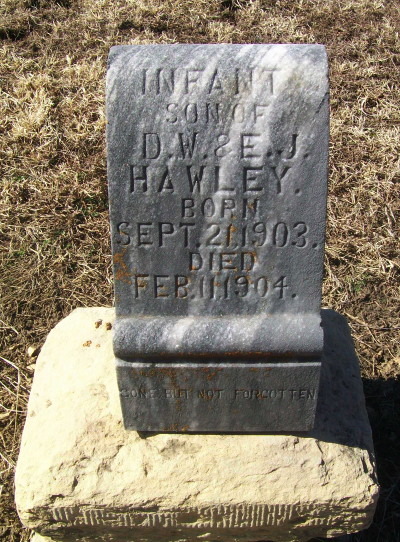 INFANT
SON OF
D.W. & E.J.
HAWLEY.
BORN
SEPT. 21, 1903.
DIED
FEB. 11, 1904.
GONE BUT NOT FORGOTTEN